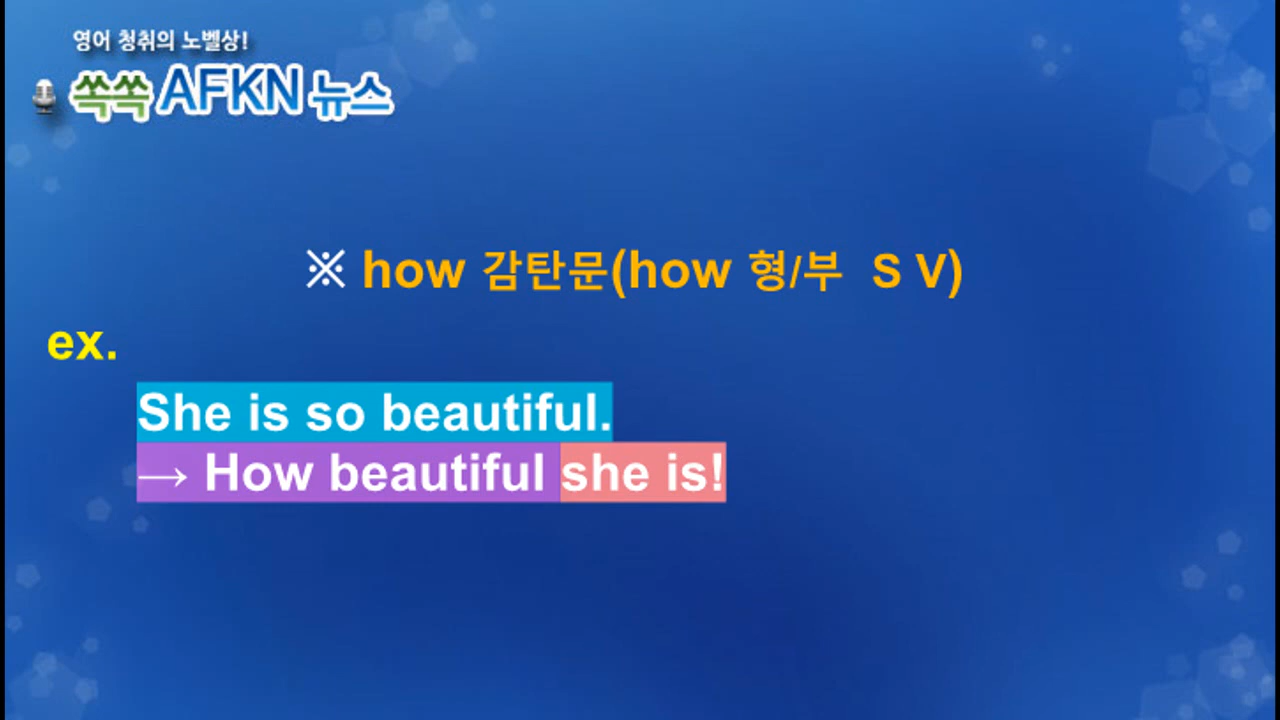 영어 청취의 노벨상!
쏙쏙 AFKN 뉴스
※ how 감탄문(how 형/부 S V)
ex.
She is so beautiful.
→ How beautiful she is!